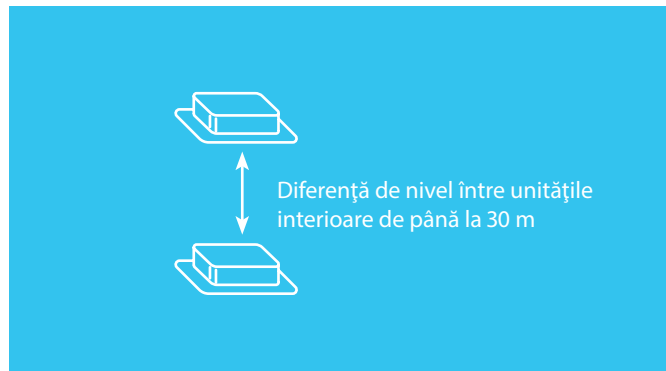 Diferenţă de nivel între unităţile
interioare de până la 30 m